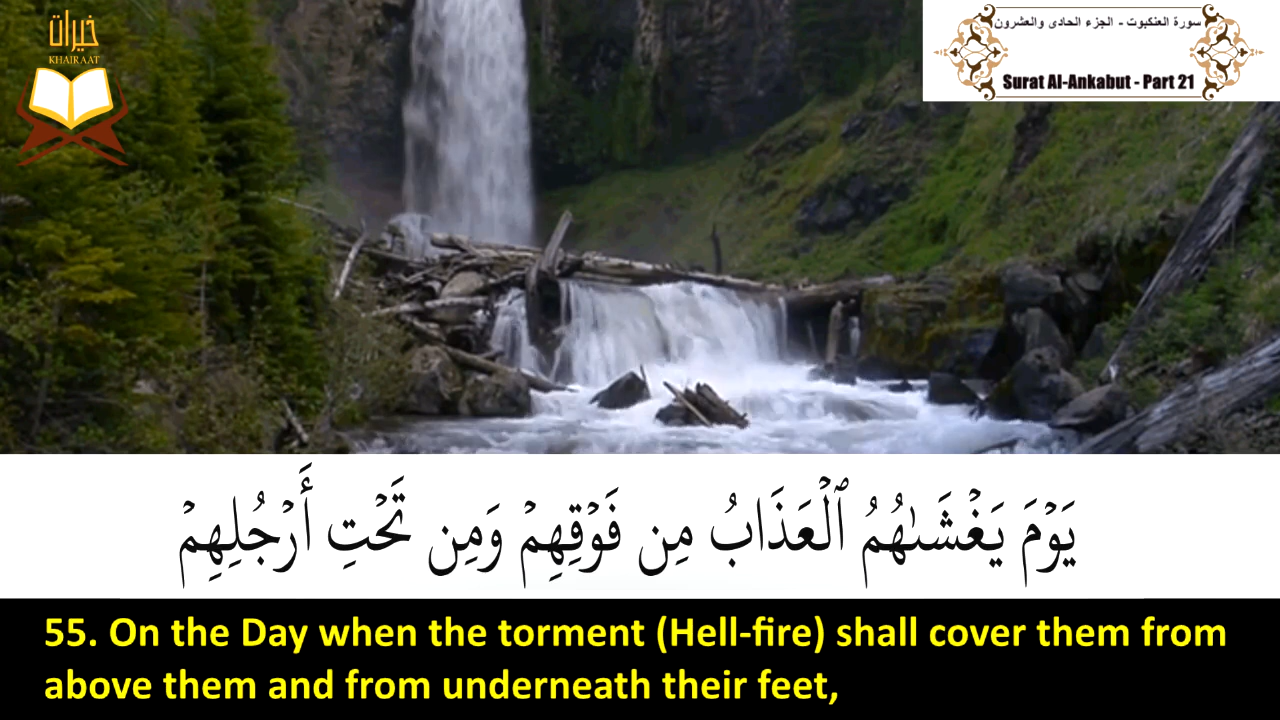 خيرات
KHAIRAAT
سورة العنكبوت - الجزء الحادى والعشرون
Surat Al-Ankabut - Part 21
يَوْمَ يَغْشَىٰهُمُ ٱلْعَذَابُ مِن فَوْقِهِمْ وَمِن تَحْتِ أَرْجُلِهِمْ
55. On the Day when the torment (Hell-fire) shall cover them from
above them and from underneath their feet,